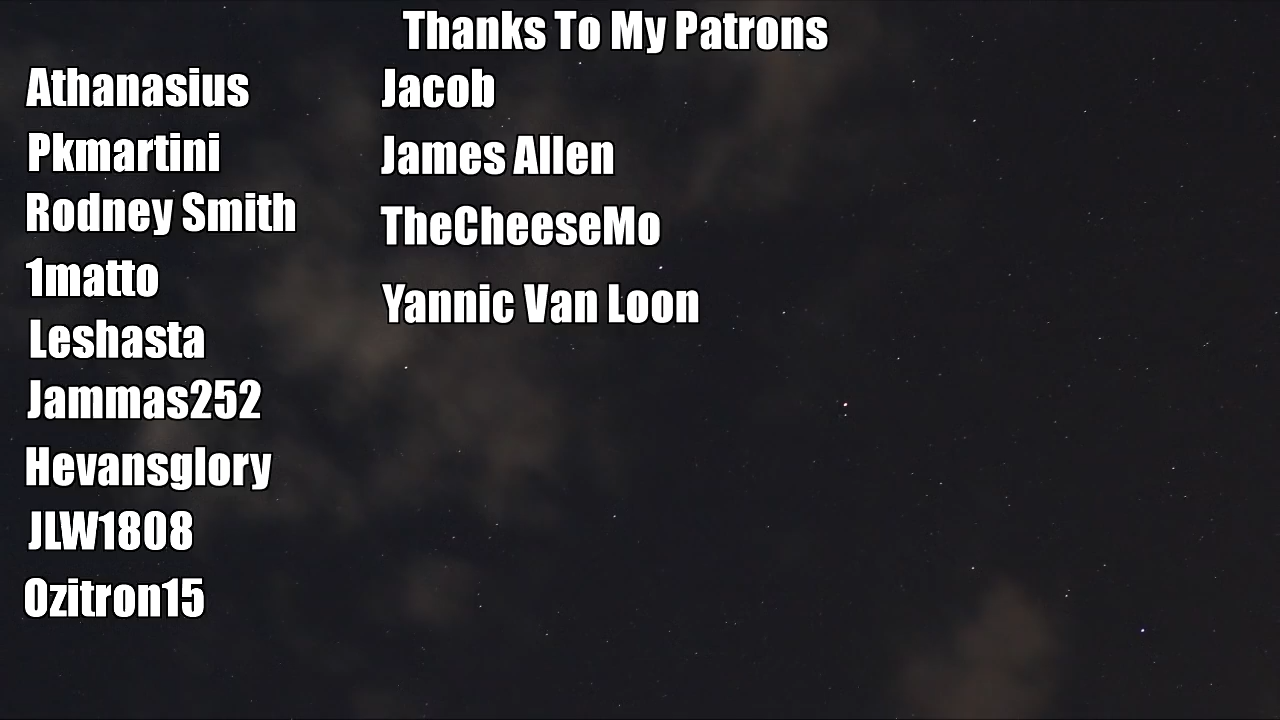 Thanks To My Patrons
Athanasius
Pkmartini
Rodney Smith
1matto
Leshasta
Jammas252
Hevansglory
JLW1808
Ozitron15
Jacob
James Allen
TheCheeseMo
Yannic Van Loon